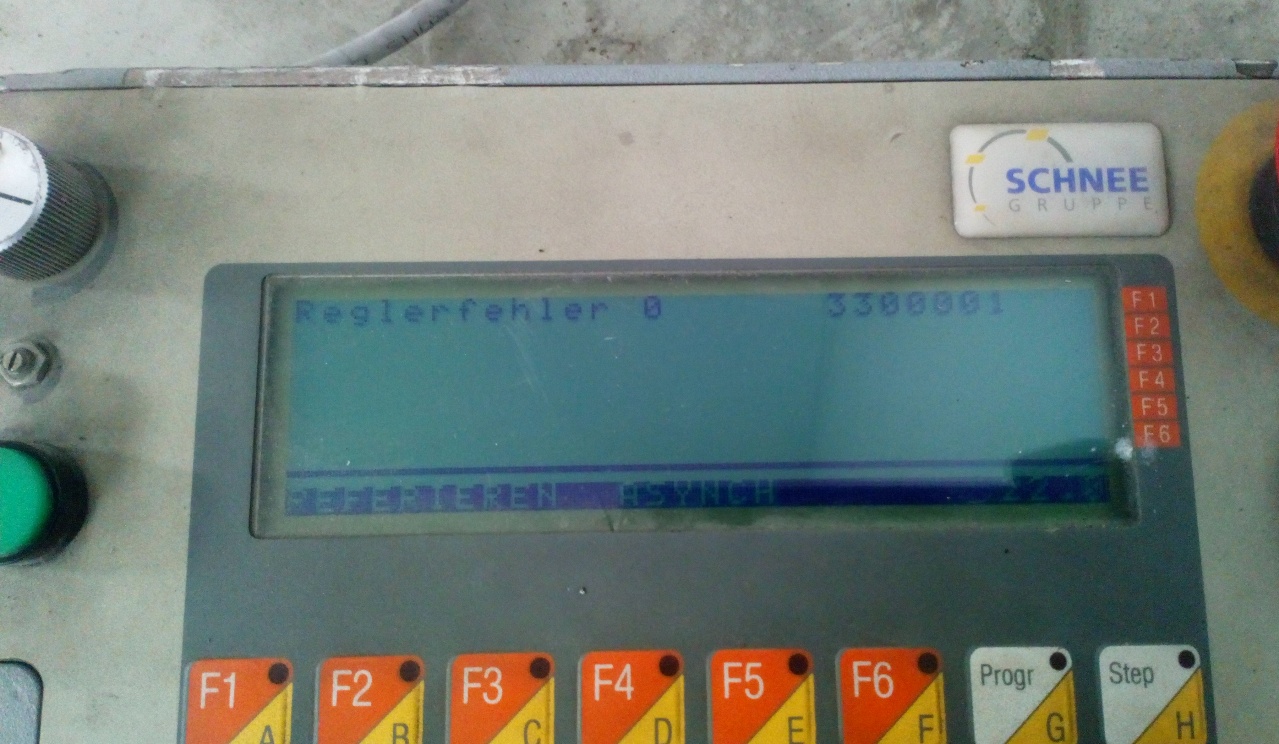 SCHNEE
GRUPPE
Reglerfehler 0 3300001
F1
F2
F3
F4
F5
F6
REFERIEREN ASYNCH
F1 F2 F3 F4 F5 F6 Progr Step
A B C D E F G H